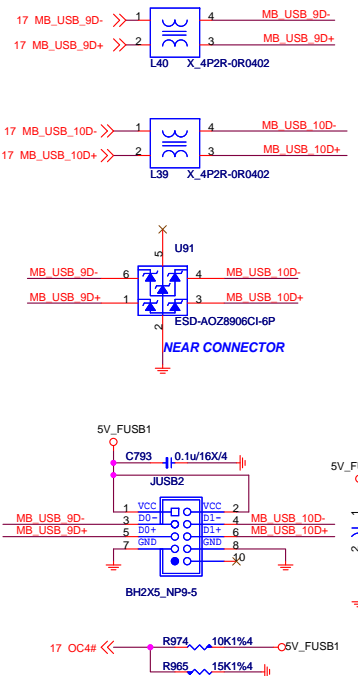 17 MB_USB_9D- 1 4 MB_USB_9D-
17 MB_USB_9D+ 2 3 MB_USB_9D+
L40 X_4P2R-0R0402
17 MB_USB_10D- 1 4 MB_USB_10D-
17 MB_USB_10D+ 2 3 MB_USB_10D+
L39 X_4P2R-0R0402
U91
5
MB_USB_9D- 6 4 MB_USB_10D-
MB_USB_9D+ 1 3 MB_USB_10D+
2
ESD-AOZ8906CI-6P
NEAR CONNECTOR
5V_FUSB1
C793 0.1u/16X/4
5V_F
JUSB2
1 VCC VCC 2
MB_USB_9D- 3 D0- D1- 4 MB_USB_10D-
MB_USB_9D+ 5 D0+ D1+ 6 MB_USB_10D+
7 GND GND 8
10
1
2
BH2X5_NP9-5
17 OC4# R974 10K1%4 5V_FUSB1
R965 15K1%4